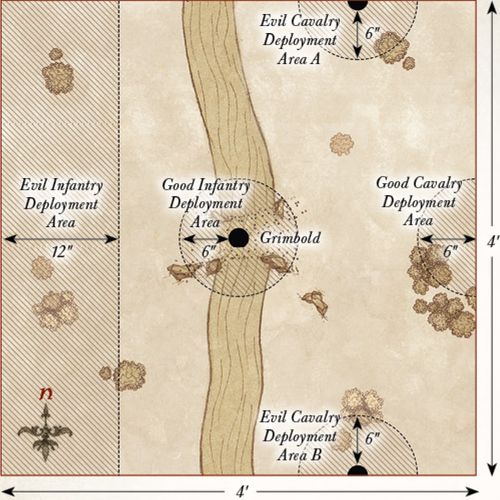 Evil Cavalry
Deployment
Area A
6"
Evil Infantry
Deployment
Area
12"
Good Infantry
Deployment
Area
6"
Grimbold
Good Cavalry
Deployment
Area
6"
4'
n
Evil Cavalry
Deployment
Area B
6"
4'